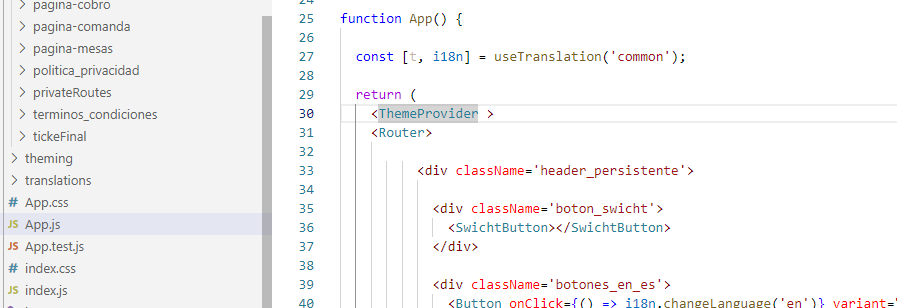 pagina-cobro
pagina-comanda
pagina-mesas
politica_privacidad
privateRoutes
terminos_condiciones
tickeFinal
theming
translations
# App.css
JS App.js
JS App.test.js
# index.css
JS index.js
24
25 function App() {
26
27 const [t, i18n] = useTranslation('common');
28
29 return (
30 <ThemeProvider >
31 <Router>
32
33 <div className='header_persistente'>
34
35 <div className='boton_swicht'>
36 <SwichtButton></SwichtButton>
37 </div>
38
39 <div className='botones_en_es'>
40 <Button onClick={() => i18n.changeLanguage('en')} variant="